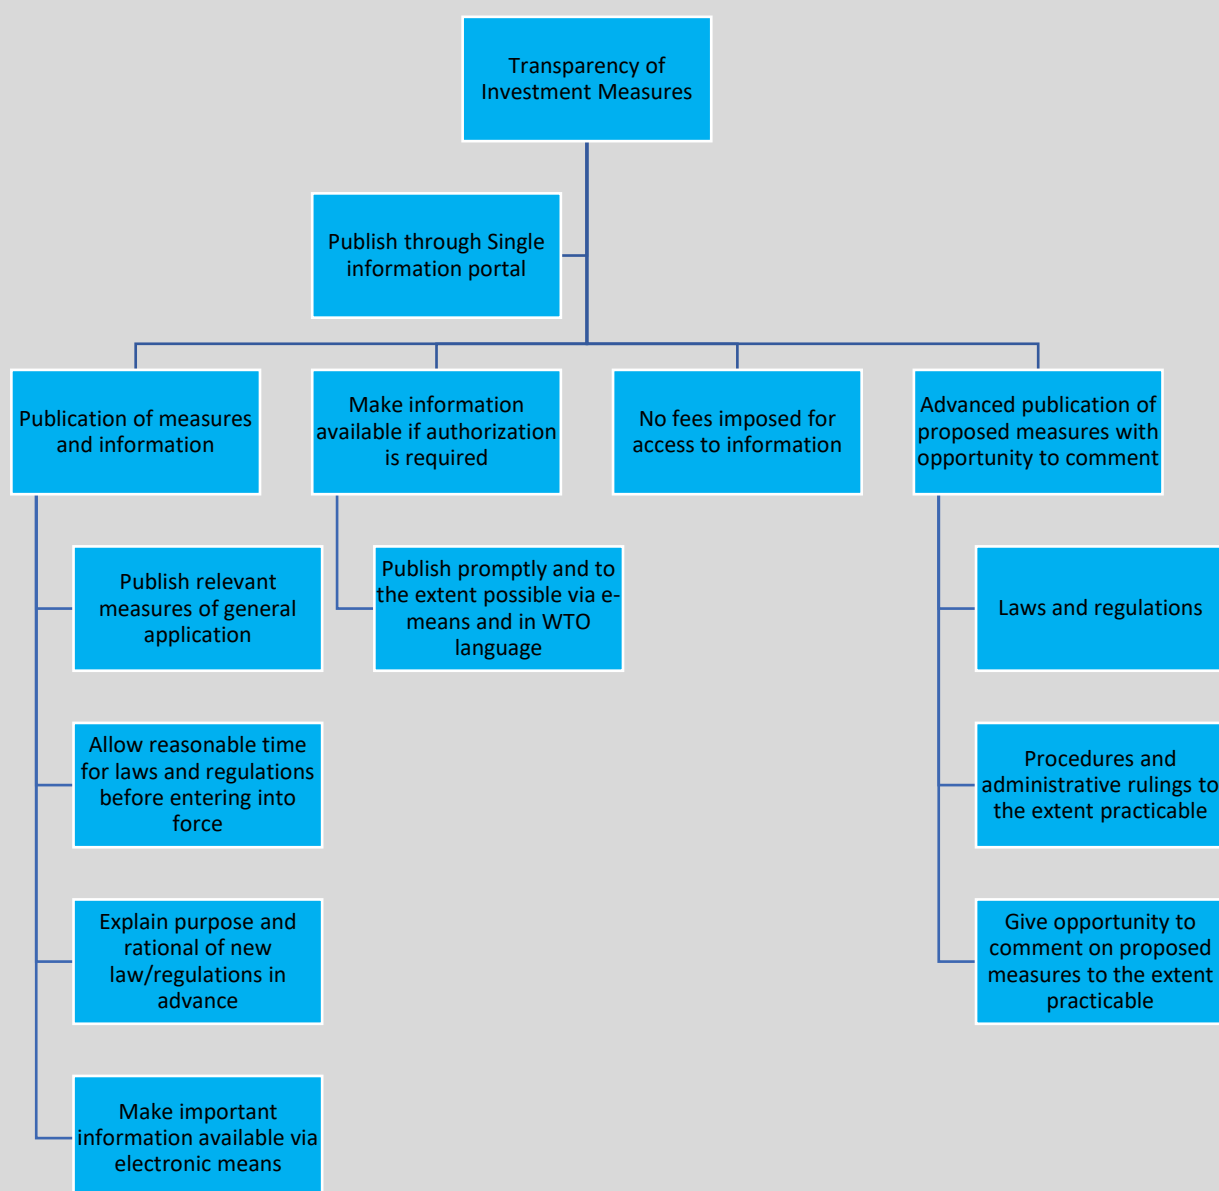 Transparency of
Investment Measures
Publish through Single
information portal
Publication of measures
and information
Make information
available if authorization
is required
No fees imposed for
access to information
Advanced publication of
proposed measures with
opportunity to comment
Publish relevant
measures of general
application
Allow reasonable time
for laws and regulations
before entering into
force
Explain purpose and
rational of new
law/regulations in
advance
Make important
information available via
electronic means
Publish promptly and to
the extent possible via e-
means and in WTO
language
Laws and regulations
Procedures and
administrative rulings to
the extent practicable
Give opportunity to
comment on proposed
measures to the extent
practicable